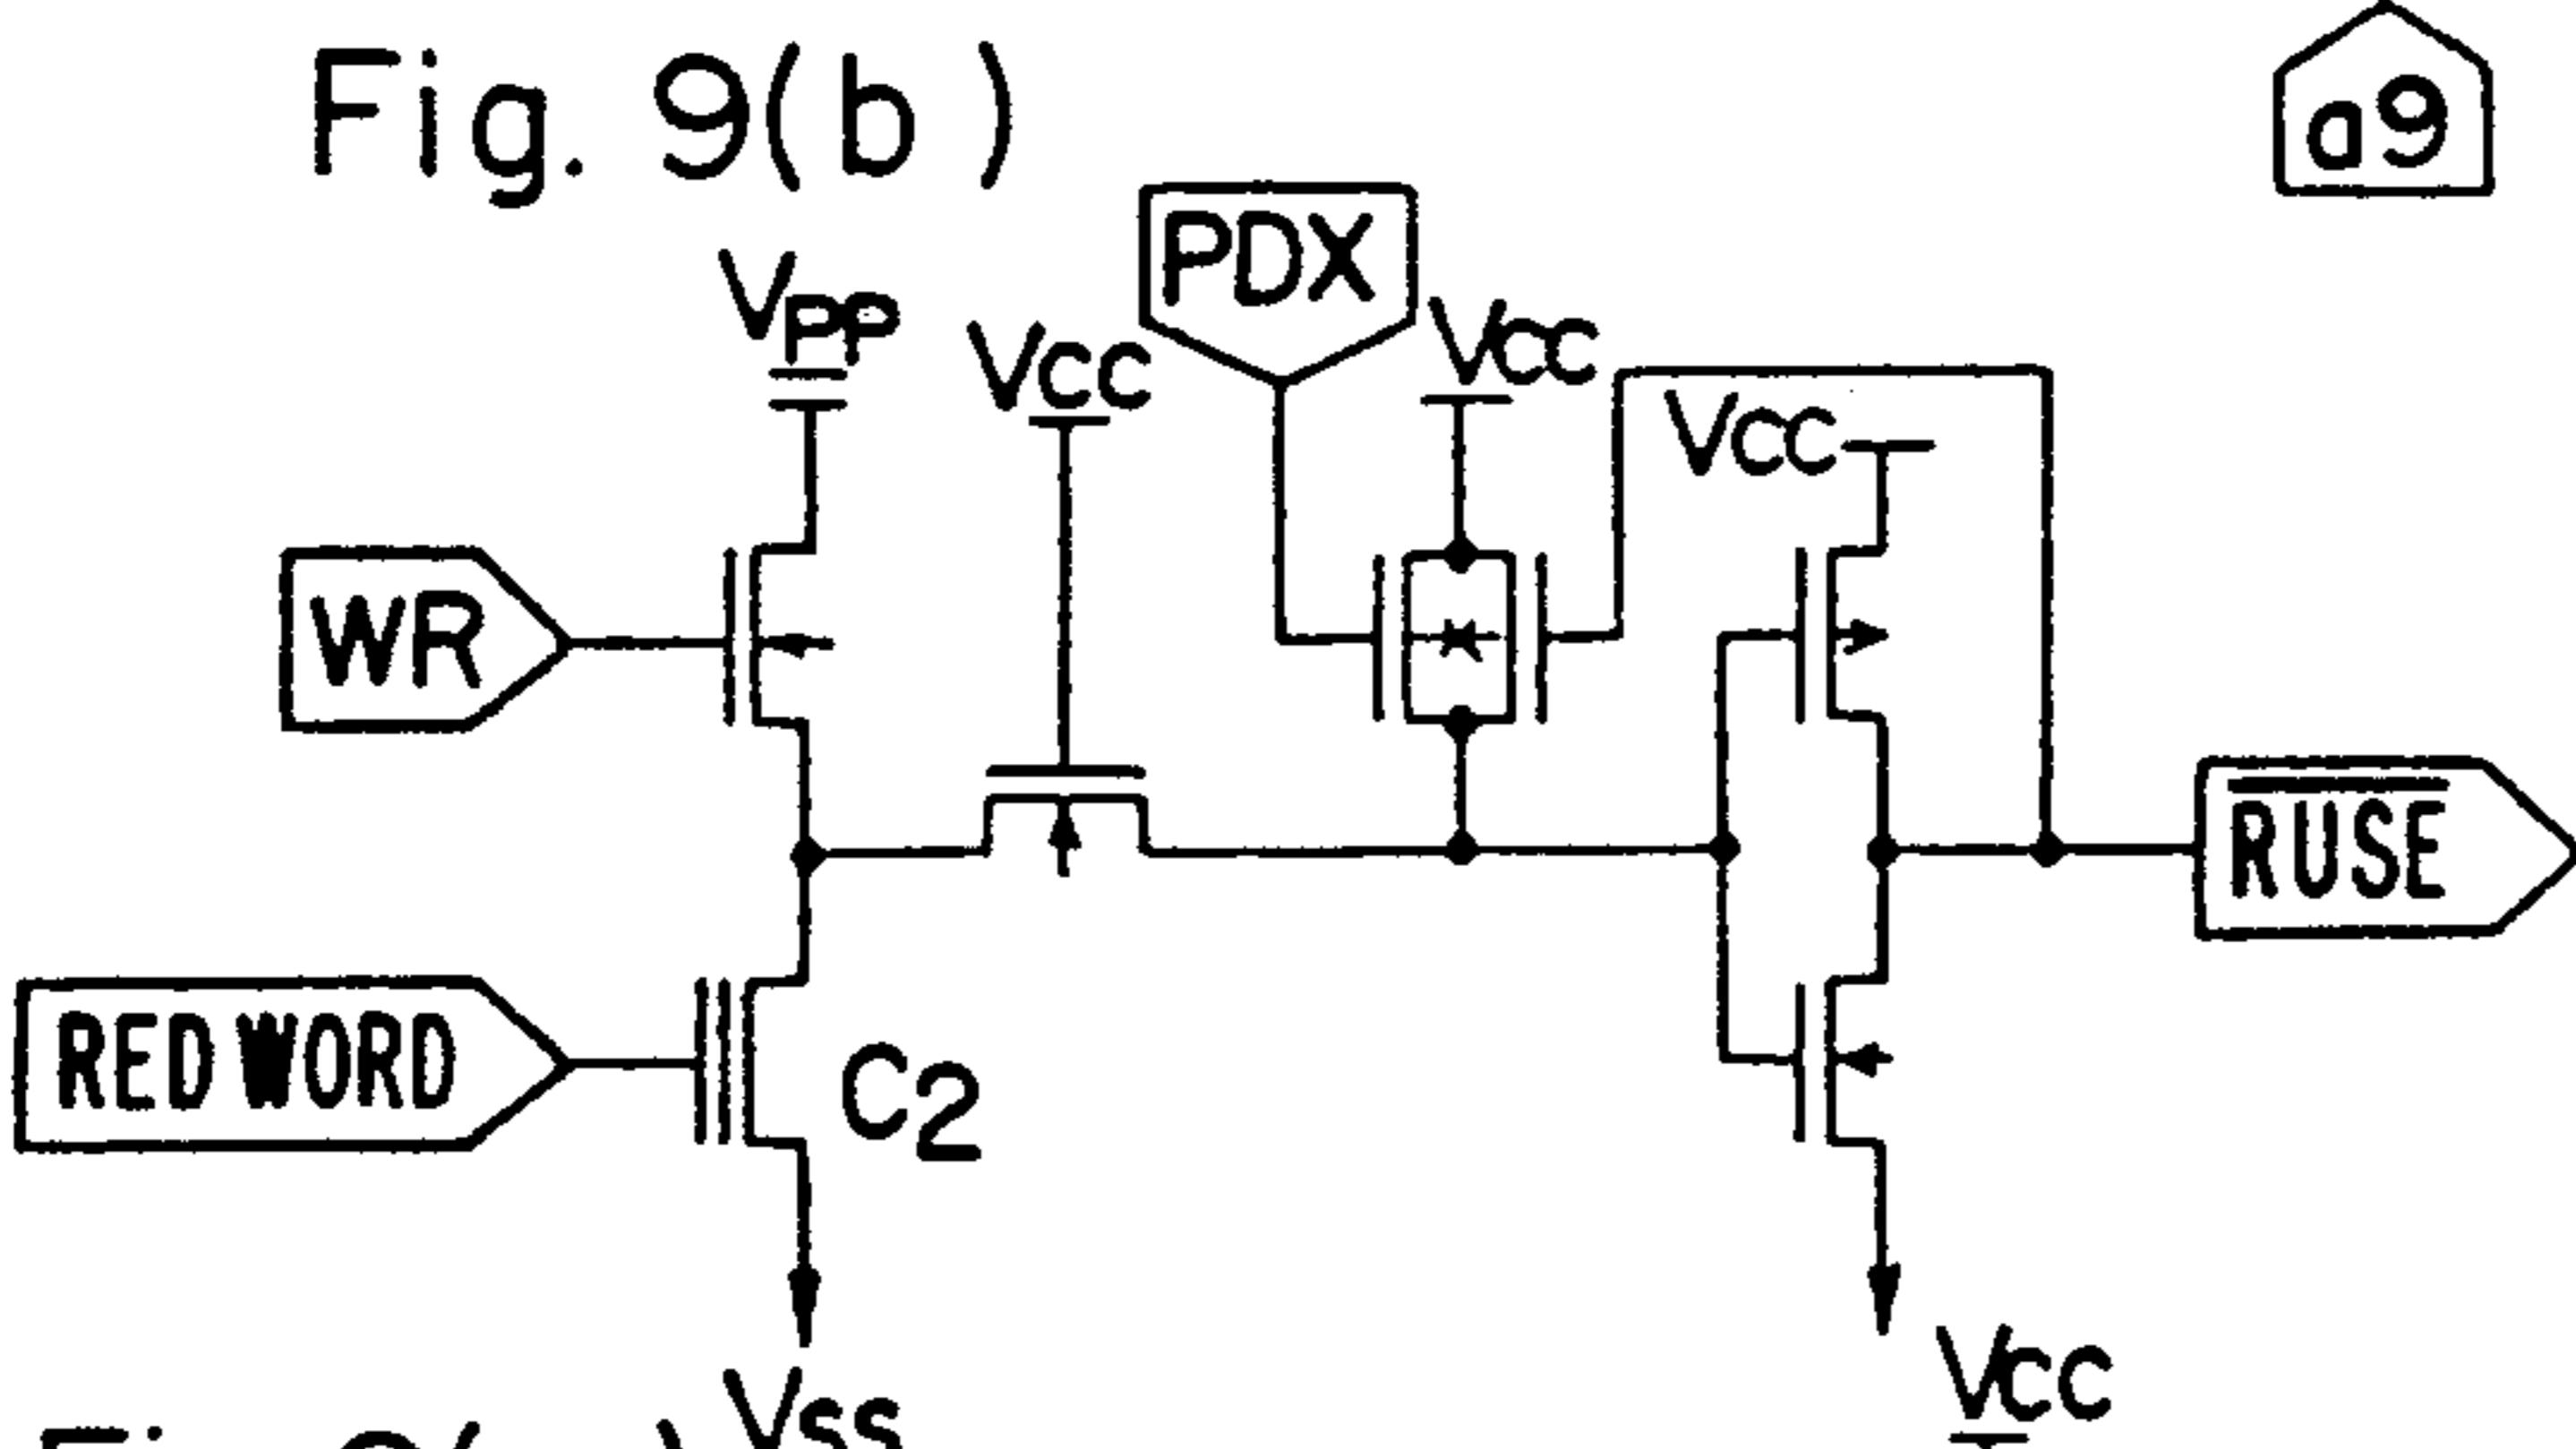 Fig. 9(b)
a9
VPP
VCC
PDX
VCC
VCC
WR
RUSE
RED WORD
C2
VSS
VCC